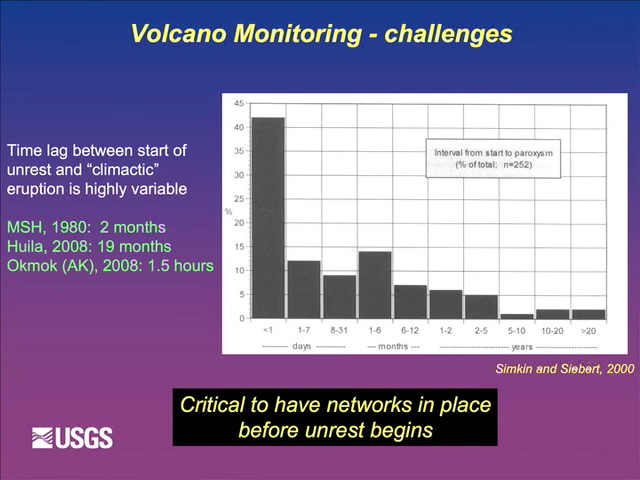 Volcano Monitoring - challenges
Time lag between start of
unrest and “climactic”
eruption is highly variable
MSH, 1980:  2 months
Huila, 2008: 19 months
Okmok (AK), 2008: 1.5 hours
45
40
35
30
25
%
20
15
10
5
0
Interval from start to paroxysm
(% of total;  n=252)
<1 1-7 8-31 1-6 6-12 1-2 2-5 5-10 10-20 >20
--------- days ---------- --- months --- ----------------------- years --------------------
Simkin and Siebert, 2000
Critical to have networks in place
before unrest begins
USGS